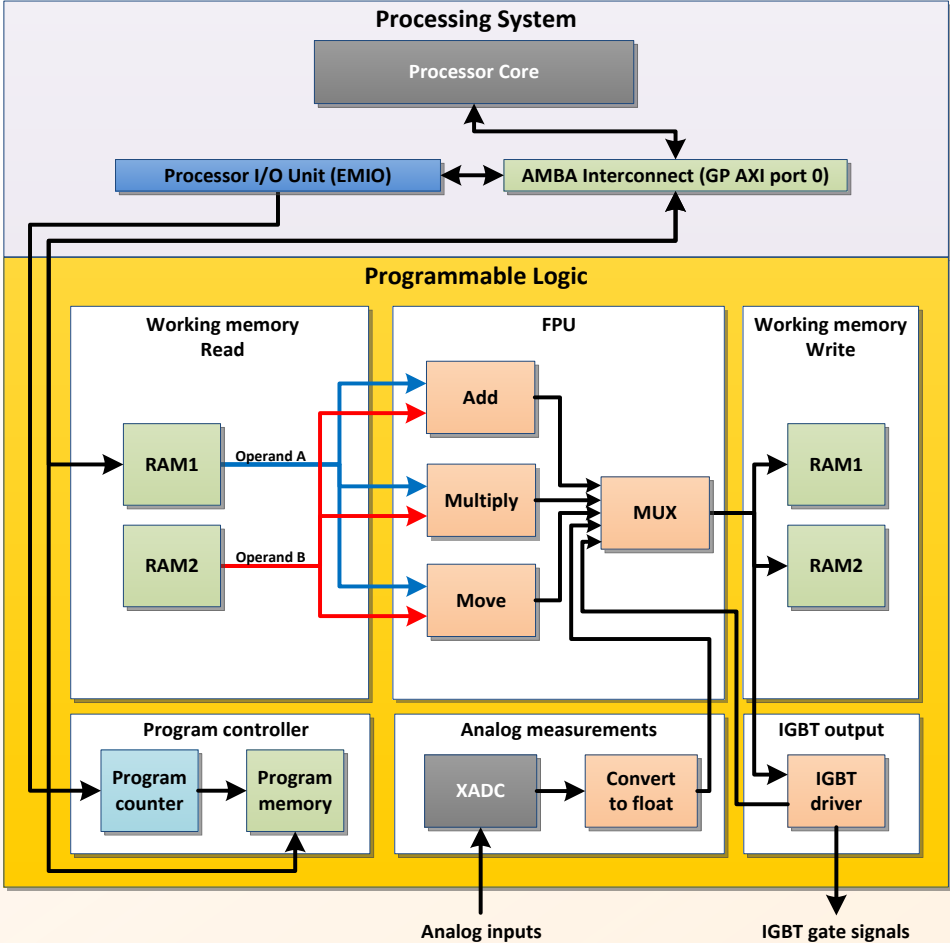 Processing System
Processor Core
Processor I/O Unit (EMIO)
AMBA Interconnect (GP AXI port 0)
Programmable Logic
Working memory
Read
RAM1
Operand A
RAM2
Operand B
FPU
Add
Multiply
Move
MUX
Working memory
Write
RAM1
RAM2
Program controller
Program
counter
Program
memory
Analog measurements
XADC
Convert
to float
IGBT output
IGBT
driver
Analog inputs
IGBT gate signals